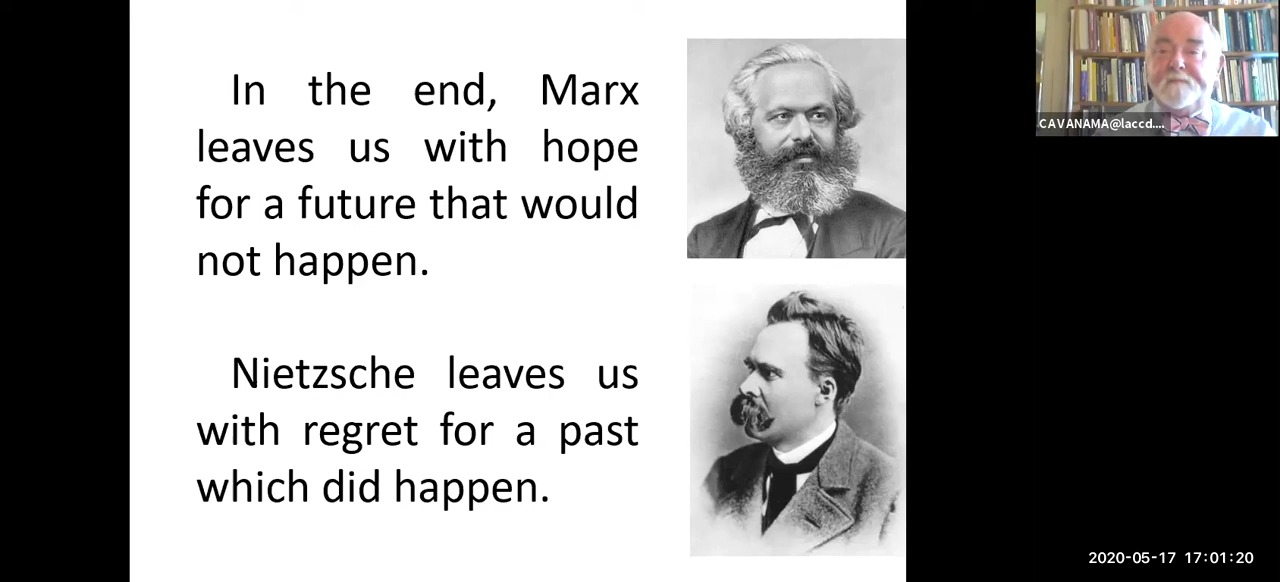 In the end, Marx
leaves us with hope
for a future that would
not happen.
Nietzsche leaves us
with regret for a past
which did happen.
CAVANAMA@laccd....
2020-05-17 17:01:20